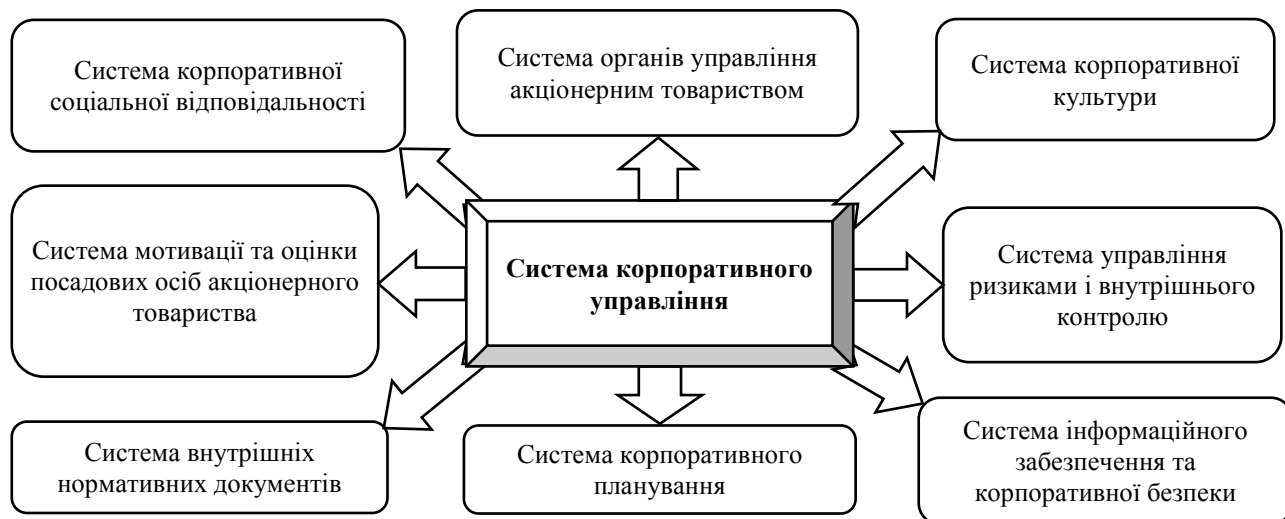 Система корпоративної
соціальної відповідальності
Система органів управління
акціонерним товариством
Система корпоративної
культури
Система мотивації та оцінки
посадових осіб акціонерного
товариства
Система корпоративного
управління
Система управління
ризиками і внутрішнього
контролю
Система внутрішніх
нормативних документів
Система корпоративного
планування
Система інформаційного
забезпечення та
корпоративної безпеки